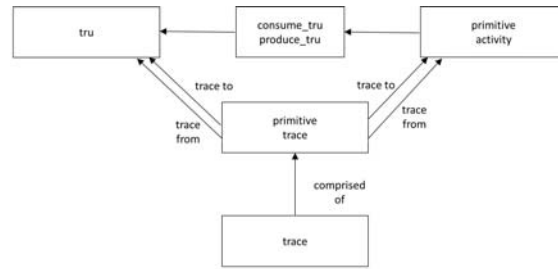 tru
consume_tru
produce_tru
primitive
activity
trace to
trace to
trace
from
primitive
trace
trace
from
comprised
of
trace